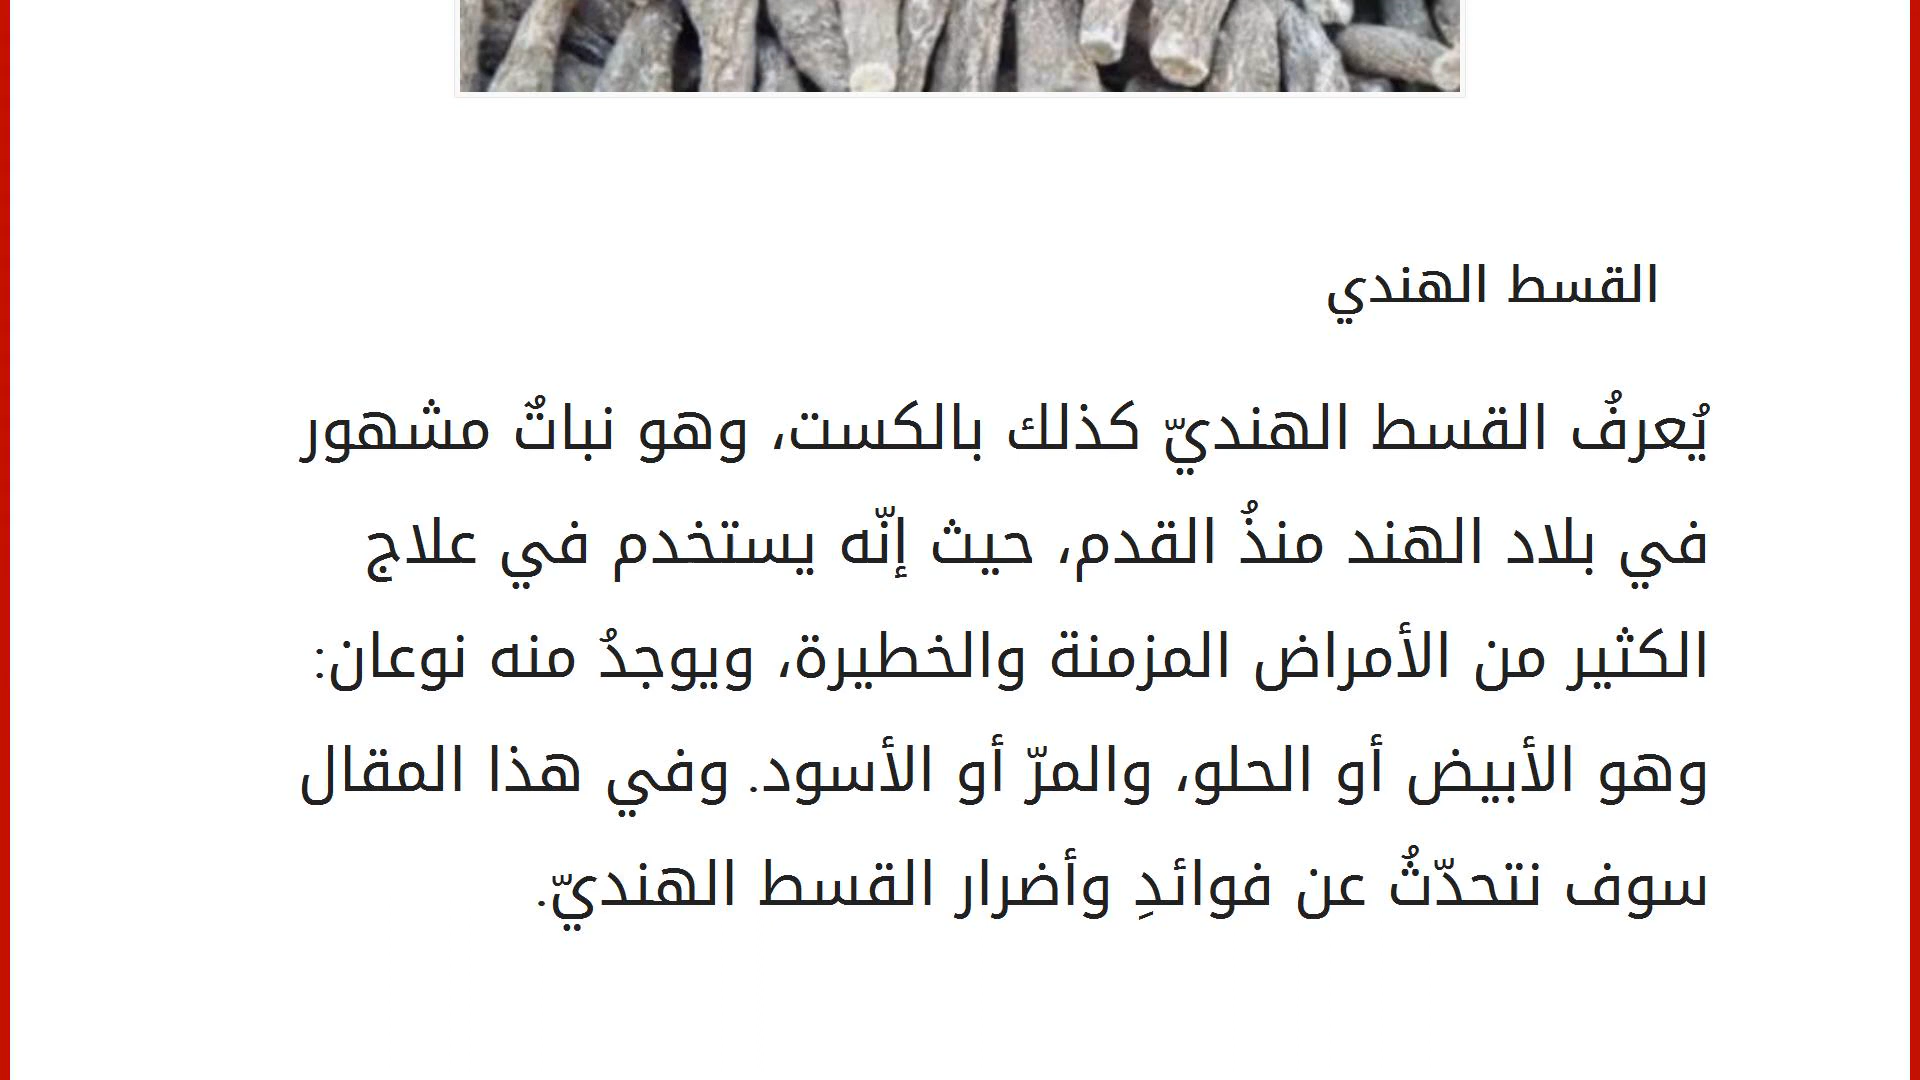 القسط الهندي
يُعرفُ القسط الهنديّ كذلك بالكست، وهو نباتٌ مشهور
في بلاد الهند منذُ القدم، حيث إنّه يستخدم في علاج
الكثير من الأمراض المزمنة والخطيرة، ويوجدُ منه نوعان:
وهو الأبيض أو الحلو، والمرّ أو الأسود. وفي هذا المقال
سوف نتحدّثُ عن فوائدِ وأضرار القسط الهنديّ.